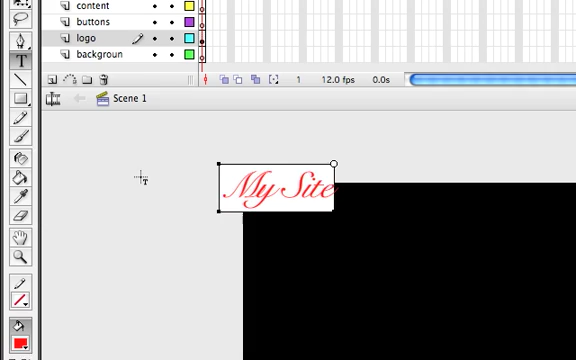 content
buttons
logo
backgroun
1 12.0 fps 0.0s
Scene 1
T
My Site